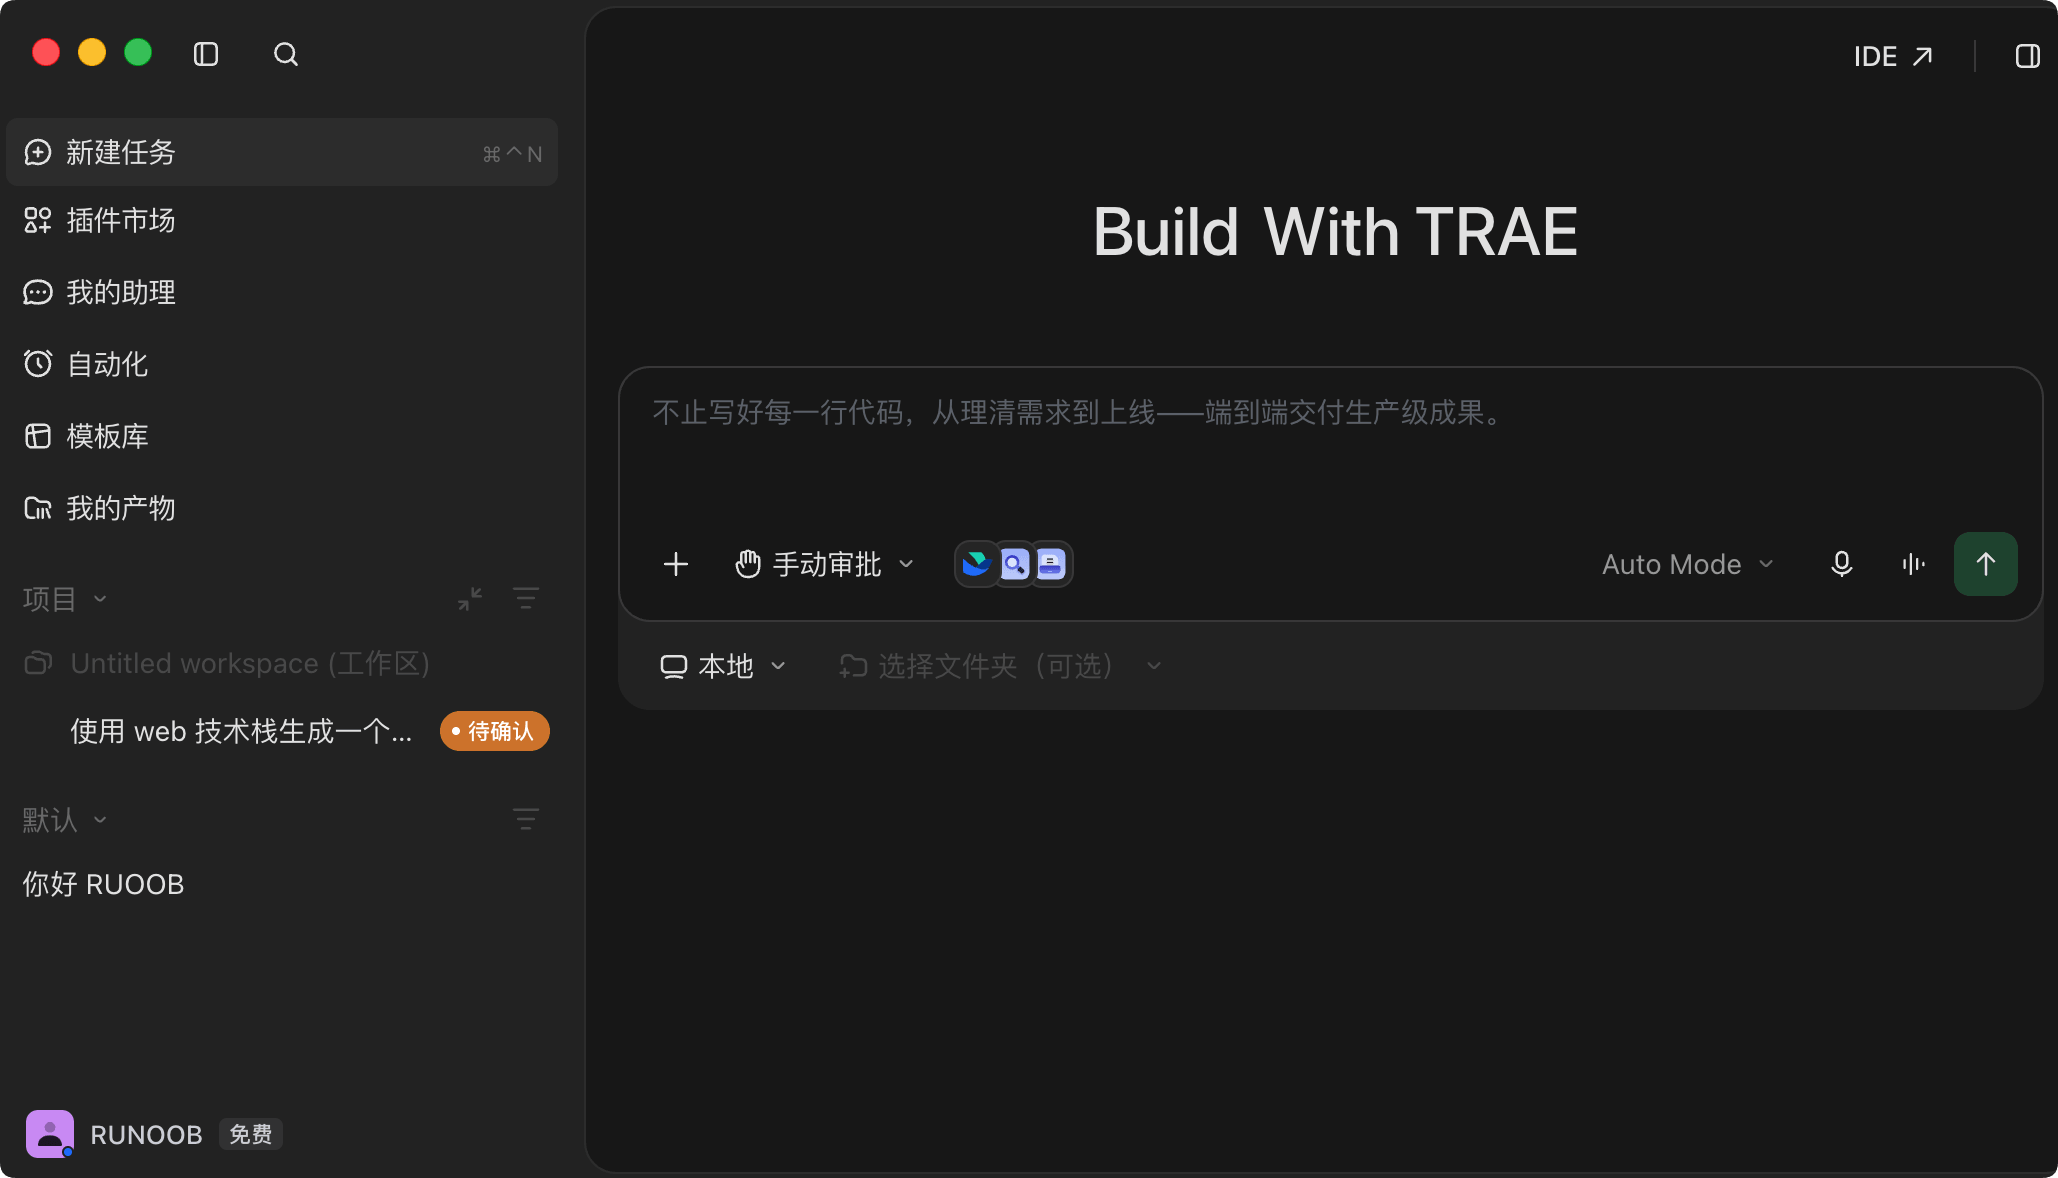 IDE
新建任务 ⌘^N
插件市场
我的助理
自动化
模板库
我的产物
项目
Untitled workspace (工作区)
使用 web 技术栈生成一个... 待确认
默认
你好 RUOOB
RUNOOB 免费
Build With TRAE
不止写好每一行代码，从理清需求到上线——端到端交付生产级成果。
手动审批 Auto Mode
本地 选择文件夹（可选）